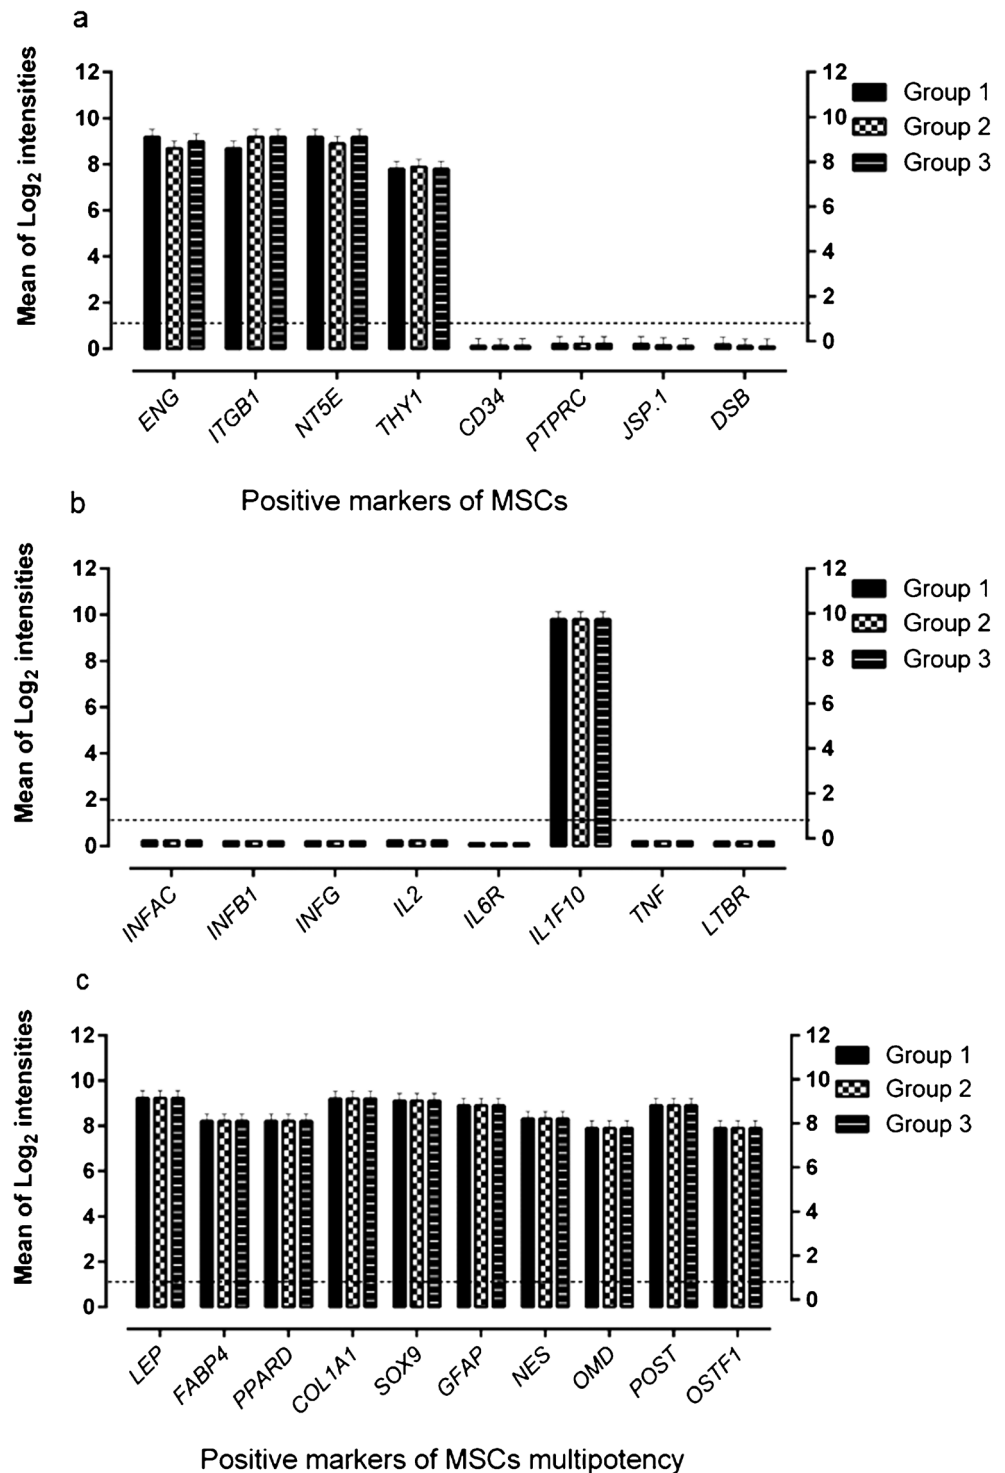 a
Mean of Log2 intensities
12
10
8
6
4
2
0
12
10
8
6
4
2
0
Group 1
Group 2
Group 3
ENG
ITGB1
NT5E
THY1
CD34
PTPRC
JSP.1
DSB
Positive markers of MSCs
b
Mean of Log2 intensities
12
10
8
6
4
2
0
12
10
8
6
4
2
0
Group 1
Group 2
Group 3
INFAC
INFB1
INFG
IL2
IL6R
IL1F10
TNF
LTBR
c
Mean of Log2 intensities
12
10
8
6
4
2
0
12
10
8
6
4
2
0
Group 1
Group 2
Group 3
LEP
FABP4
PPARD
COL1A1
SOX9
GFAP
NES
OMD
POST
OSTF1
Positive markers of MSCs multipotency